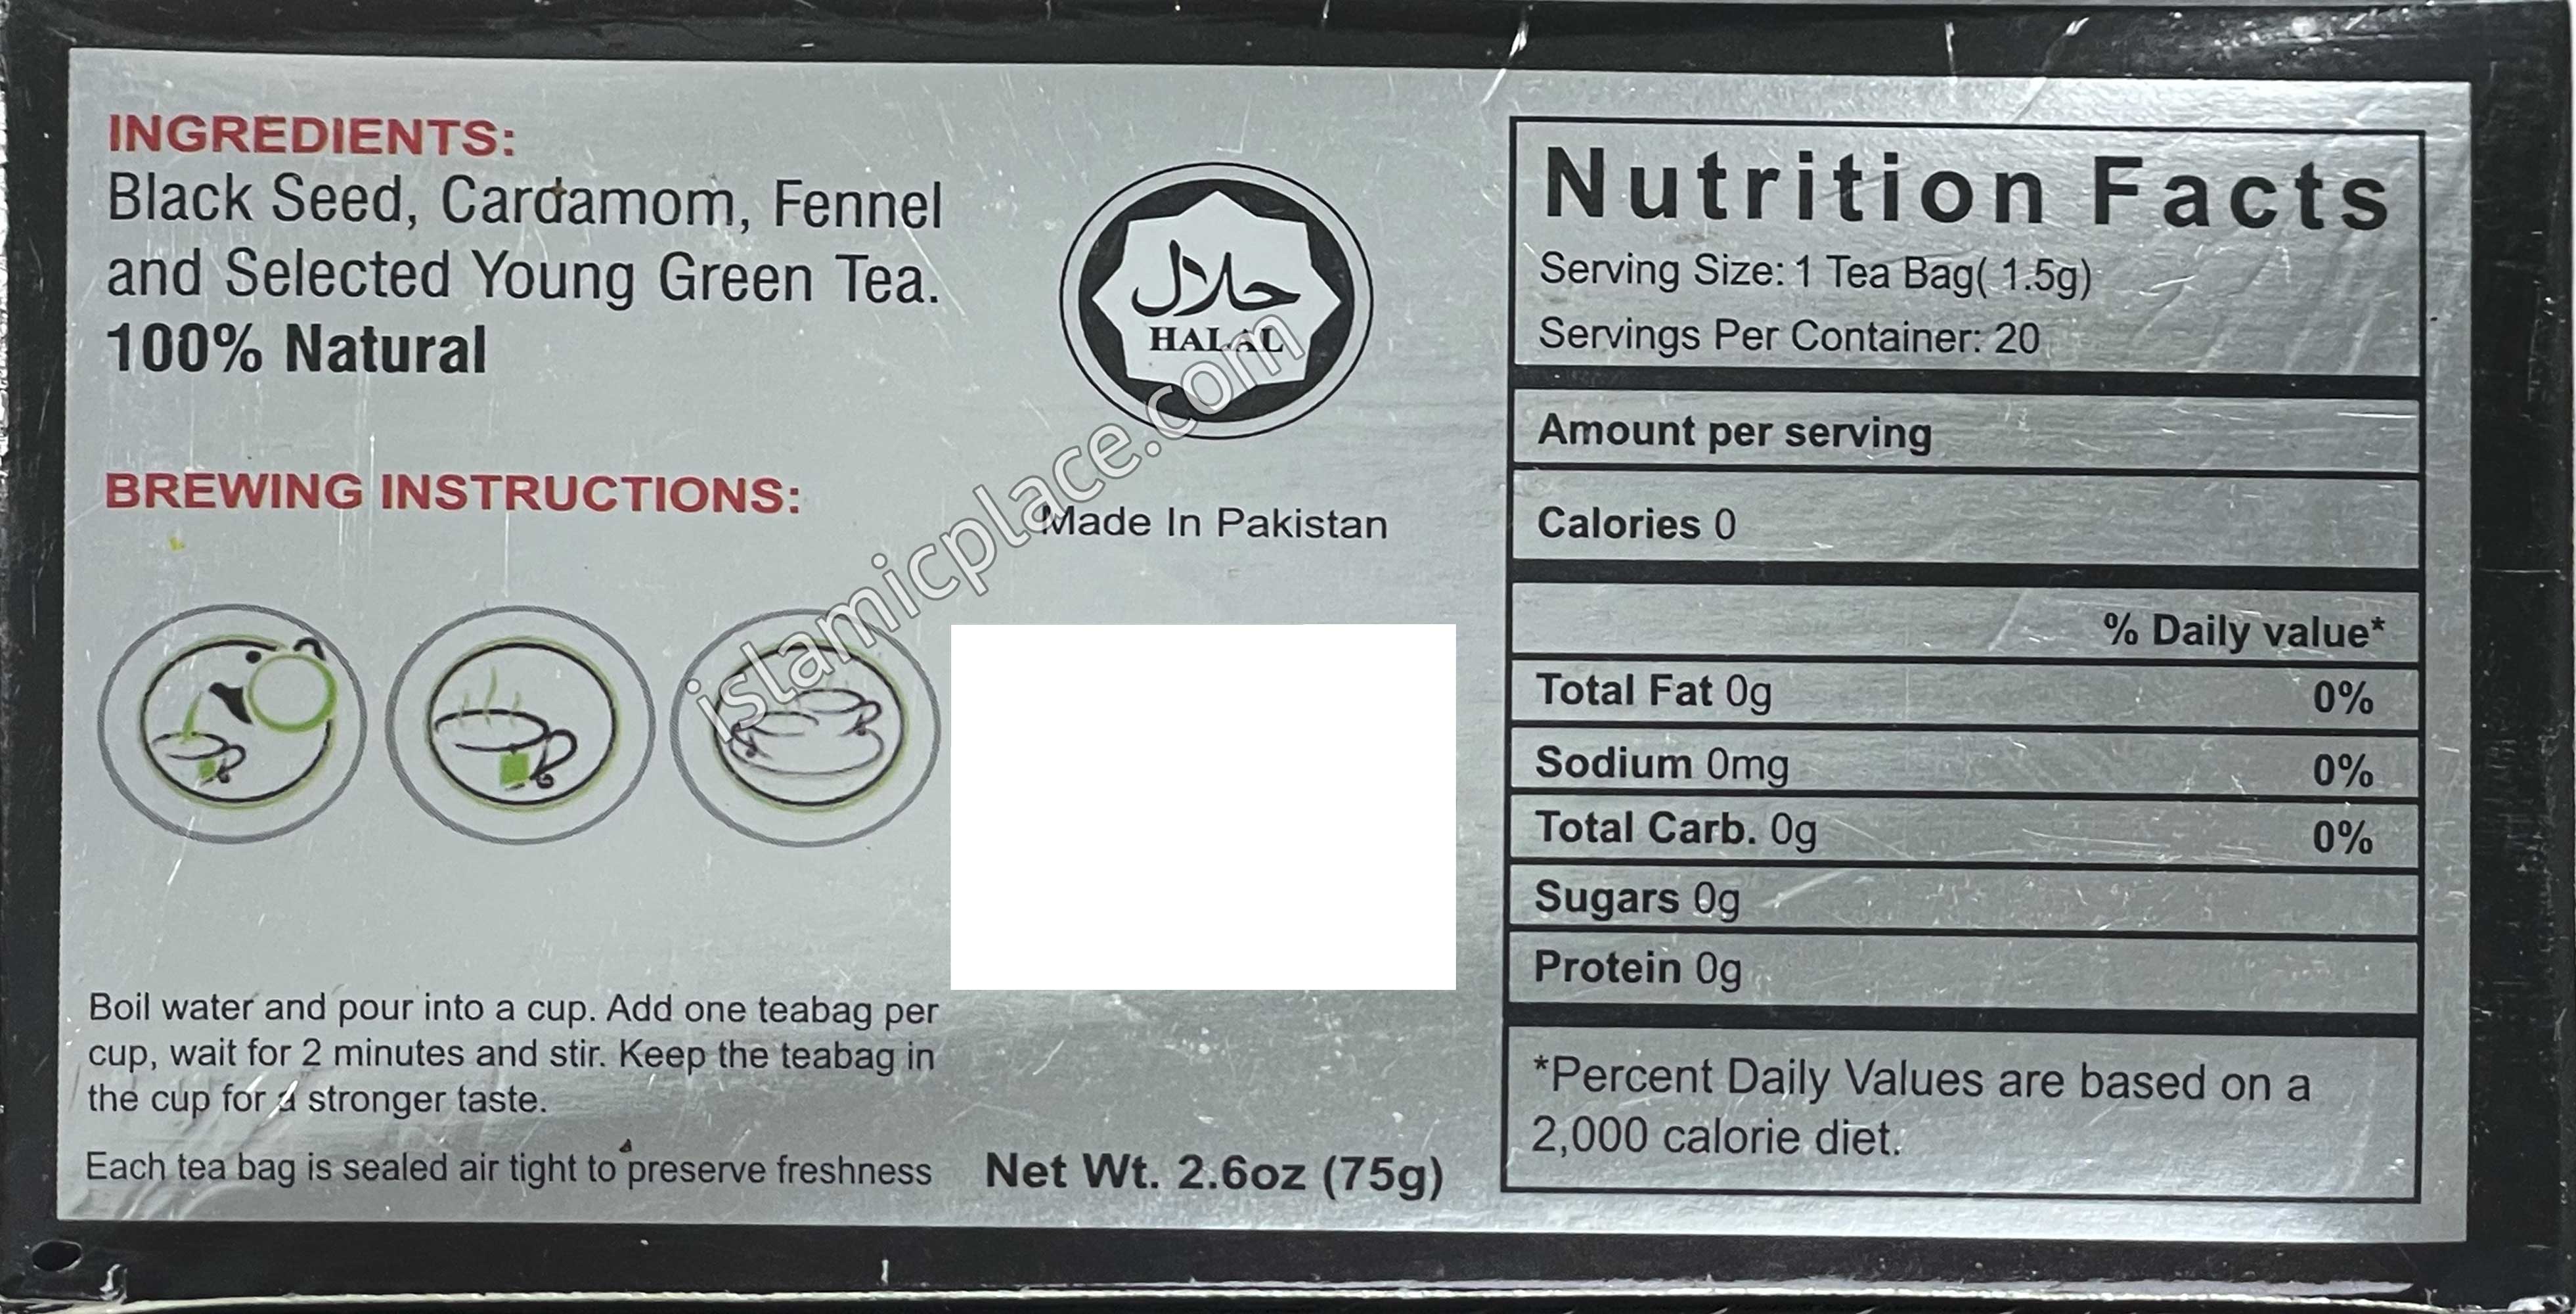 INGREDIENTS:
Black Seed, Cardamom, Fennel
and Selected Young Green Tea.
100% Natural
BREWING INSTRUCTIONS:
Boil water and pour into a cup. Add one teabag per
cup, wait for 2 minutes and stir. Keep the teabag in
the cup for a stronger taste.
Each tea bag is sealed air tight to preserve freshness
حلال
HALAL
Made In Pakistan
islamicplace.com
Net Wt. 2.6oz (75g)
Nutrition Facts
Serving Size: 1 Tea Bag( 1.5g)
Servings Per Container: 20
Amount per serving
Calories 0
% Daily value*
Total Fat 0g 0%
Sodium 0mg 0%
Total Carb. 0g 0%
Sugars 0g
Protein 0g
*Percent Daily Values are based on a
2,000 calorie diet.